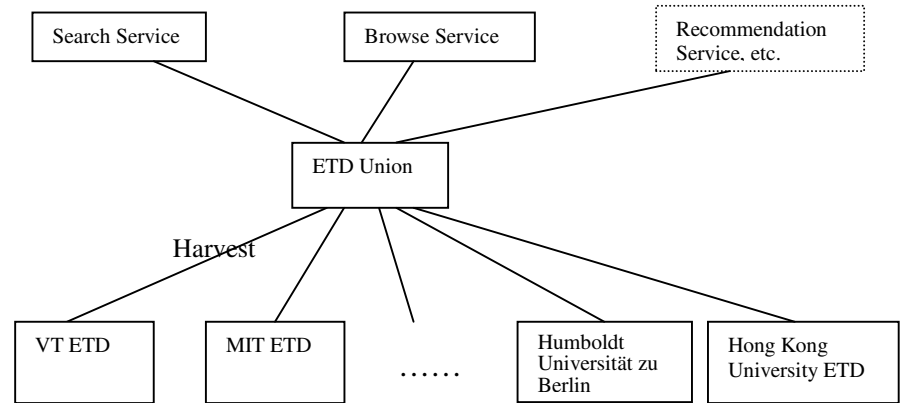 Search Service
Browse Service
Recommendation
Service, etc.
ETD Union
Harvest
VT ETD
MIT ETD
……
Humboldt
Universität zu
Berlin
Hong Kong
University ETD